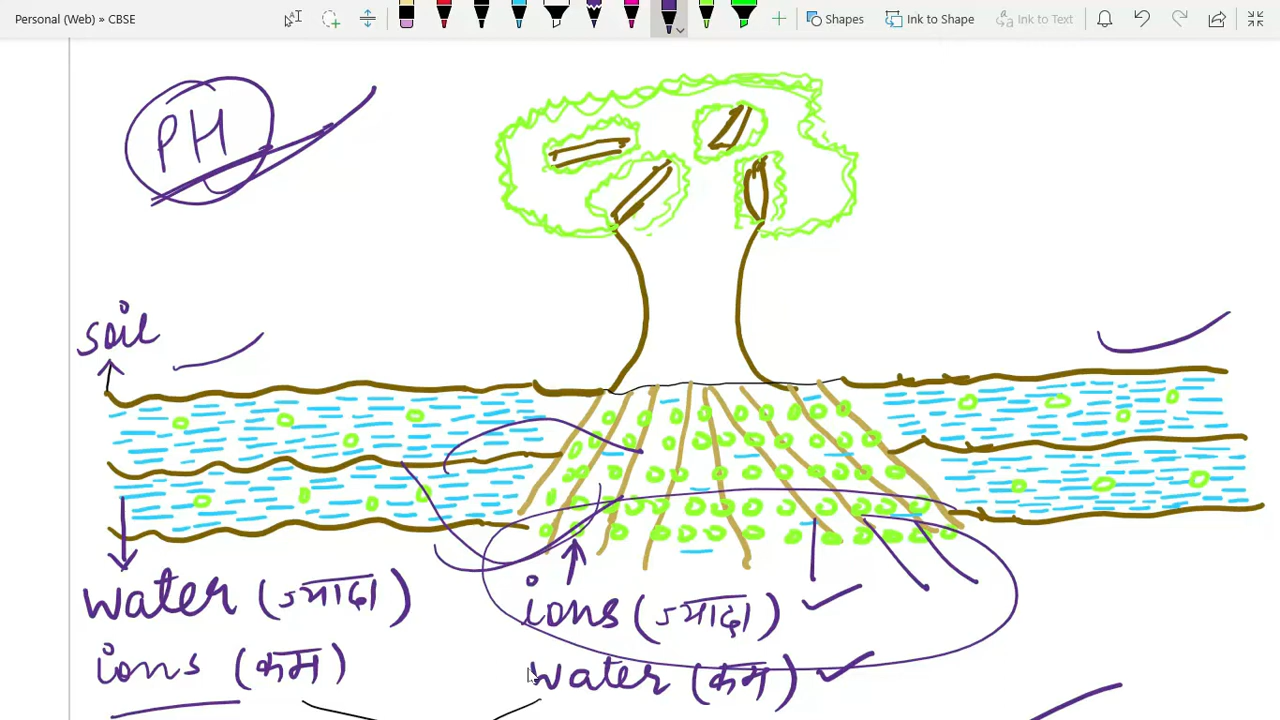 Personal (Web) » CBSE
Shapes
Ink to Shape
Ink to Text
PH
soil
water (ज्यादा)
ions (कम)
ions (ज्यादा)
water (कम)